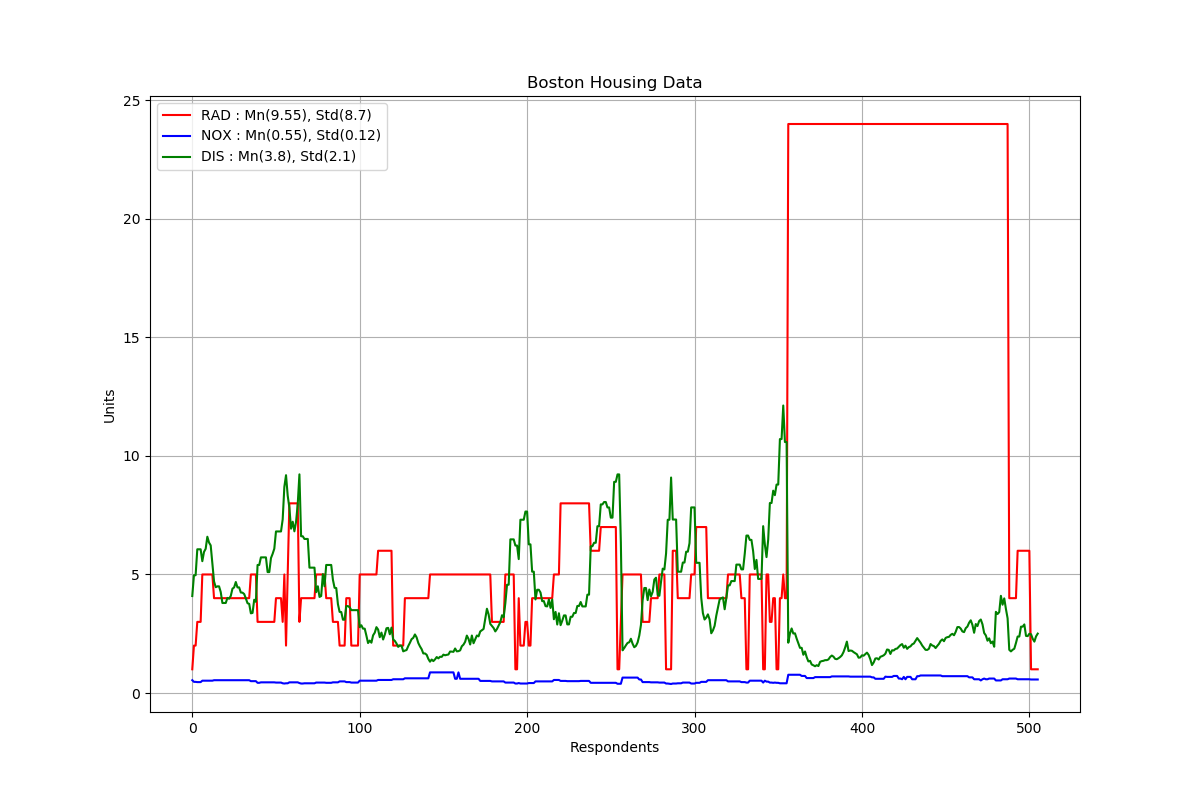 Boston Housing Data
25
20
15
10
5
0
Units
RAD : Mn(9.55), Std(8.7)
NOX : Mn(0.55), Std(0.12)
DIS : Mn(3.8), Std(2.1)
0 100 200 300 400 500
Respondents